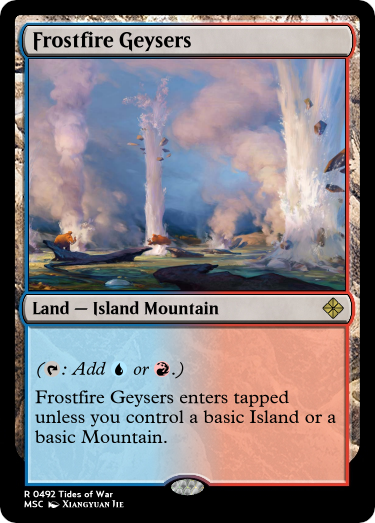 Frostfire Geysers
Land — Island Mountain
(: Add or .)
Frostfire Geysers enters tapped
unless you control a basic Island or a
basic Mountain.
R 0492 Tides of War
MSC Xiangyuan Jie